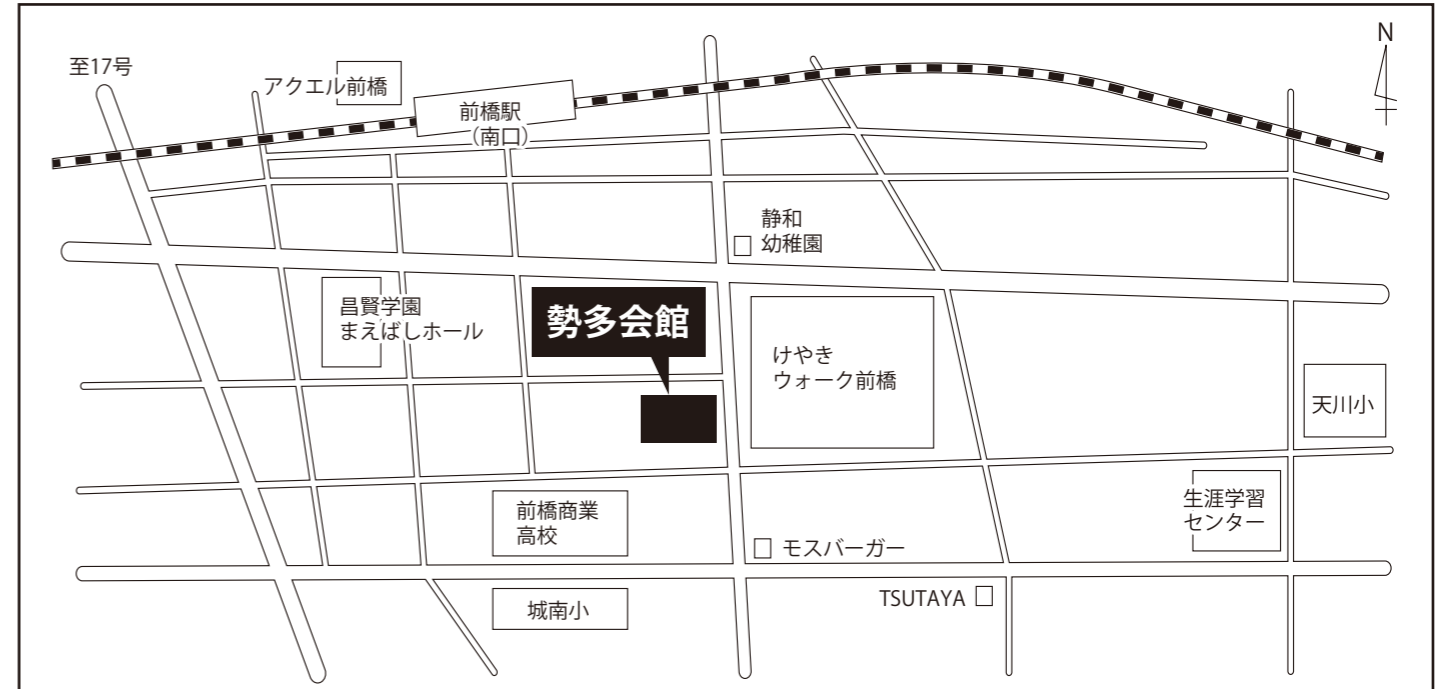 N
至17号
アクエル前橋
前橋駅
（南口）
静和
幼稚園
昌賢学園
まえばしホール
勢多会館
けやき
ウォーク前橋
天川小
前橋商業
高校
生涯学習
センター
モスバーガー
城南小
TSUTAYA